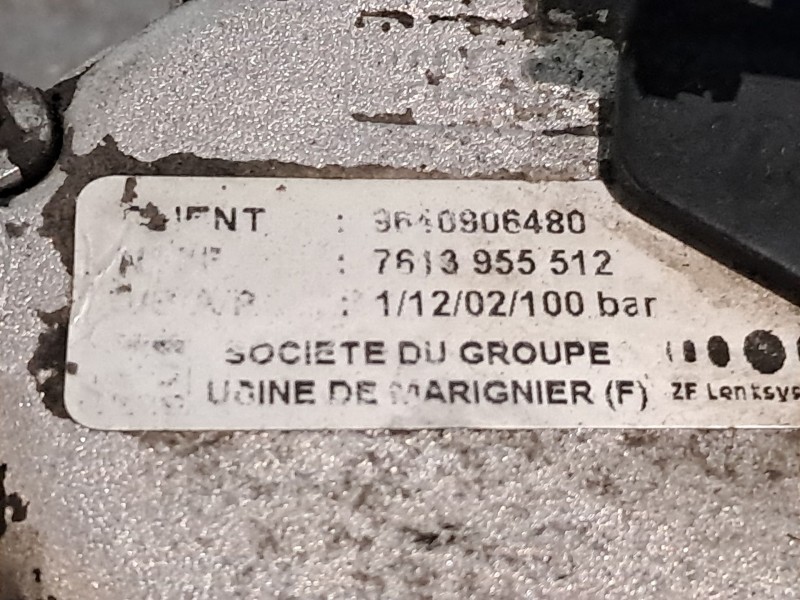 CLIENT : 9640906480
: 7613 955 512
: 1/12/02/100 bar
SOCIETE DU GROUPE
USINE DE MARIGNIER (F) ZF Lenksys